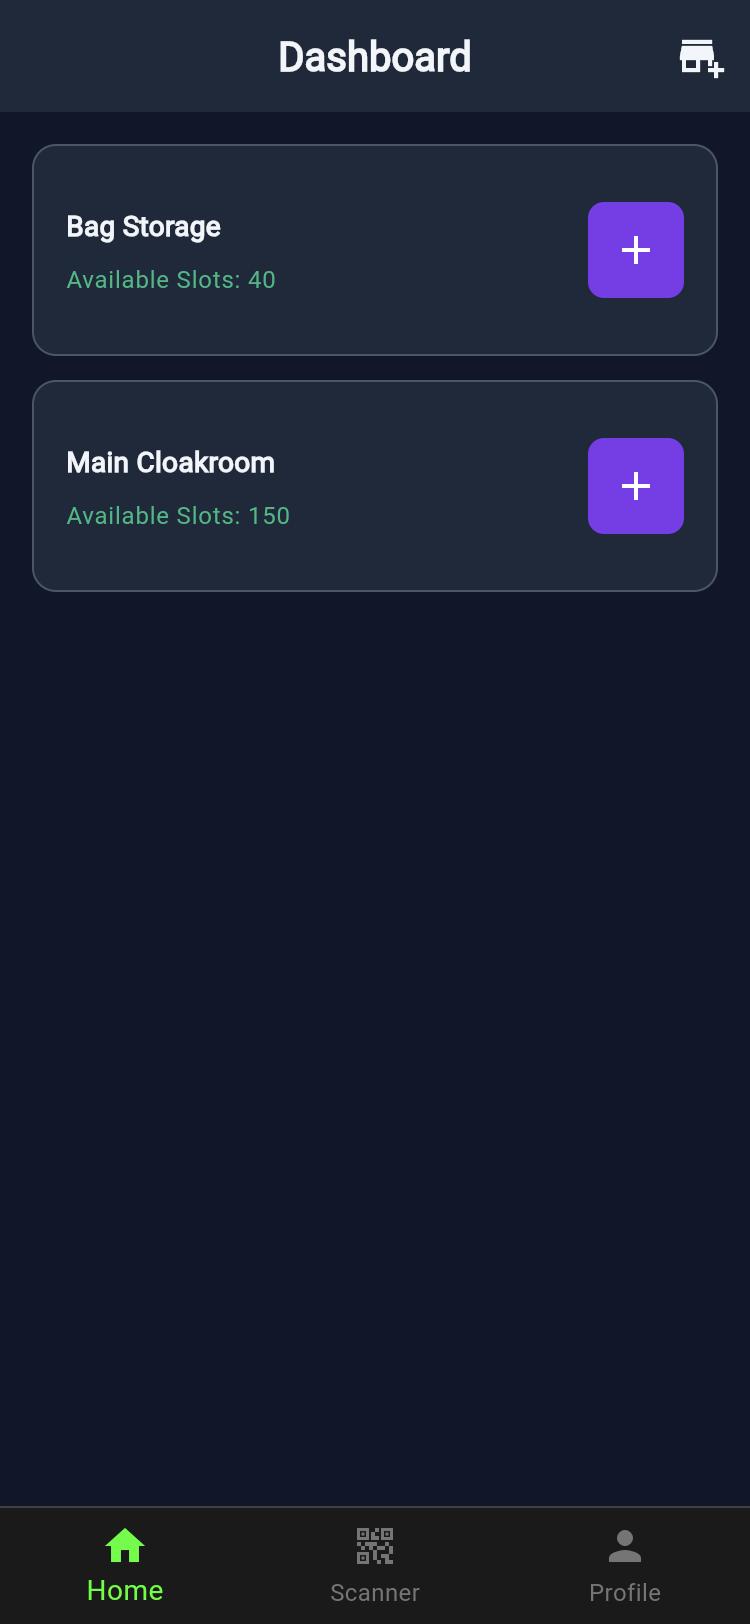 Dashboard
Bag Storage
Available Slots: 40
Main Cloakroom
Available Slots: 150
Home
Scanner
Profile